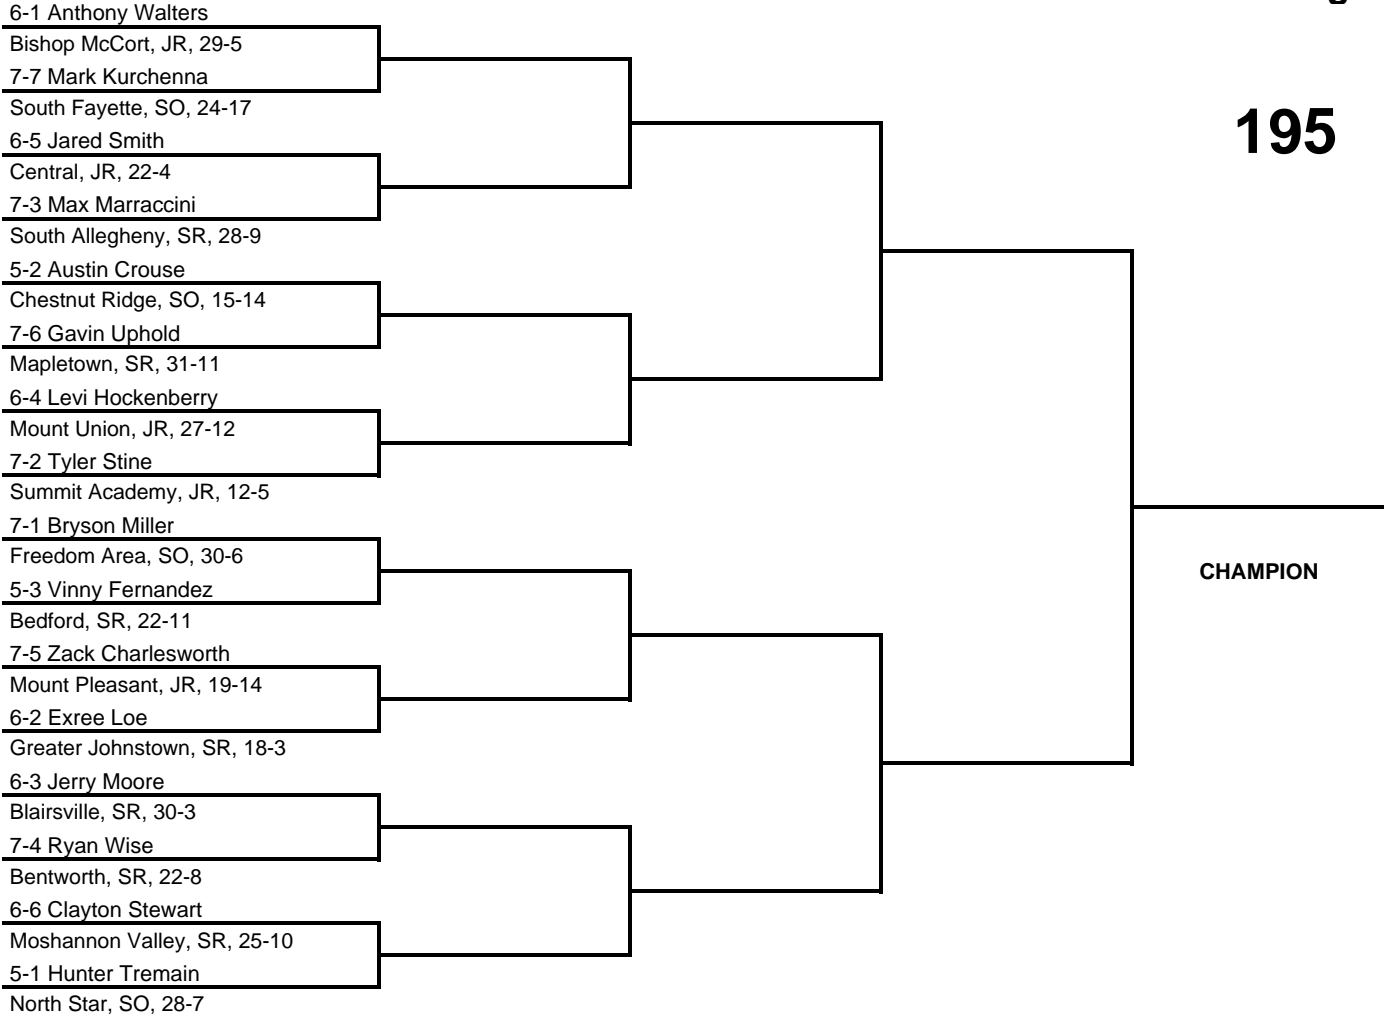 6-1 Anthony Walters
Bishop McCort, JR, 29-5
7-7 Mark Kurchenna
South Fayette, SO, 24-17
195
6-5 Jared Smith
Central, JR, 22-4
7-3 Max Marraccini
South Allegheny, SR, 28-9
5-2 Austin Crouse
Chestnut Ridge, SO, 15-14
7-6 Gavin Uphold
Mapletown, SR, 31-11
6-4 Levi Hockenberry
Mount Union, JR, 27-12
7-2 Tyler Stine
Summit Academy, JR, 12-5
7-1 Bryson Miller
Freedom Area, SO, 30-6
CHAMPION
5-3 Vinny Fernandez
Bedford, SR, 22-11
7-5 Zack Charlesworth
Mount Pleasant, JR, 19-14
6-2 Exree Loe
Greater Johnstown, SR, 18-3
6-3 Jerry Moore
Blairsville, SR, 30-3
7-4 Ryan Wise
Bentworth, SR, 22-8
6-6 Clayton Stewart
Moshannon Valley, SR, 25-10
5-1 Hunter Tremain
North Star, SO, 28-7